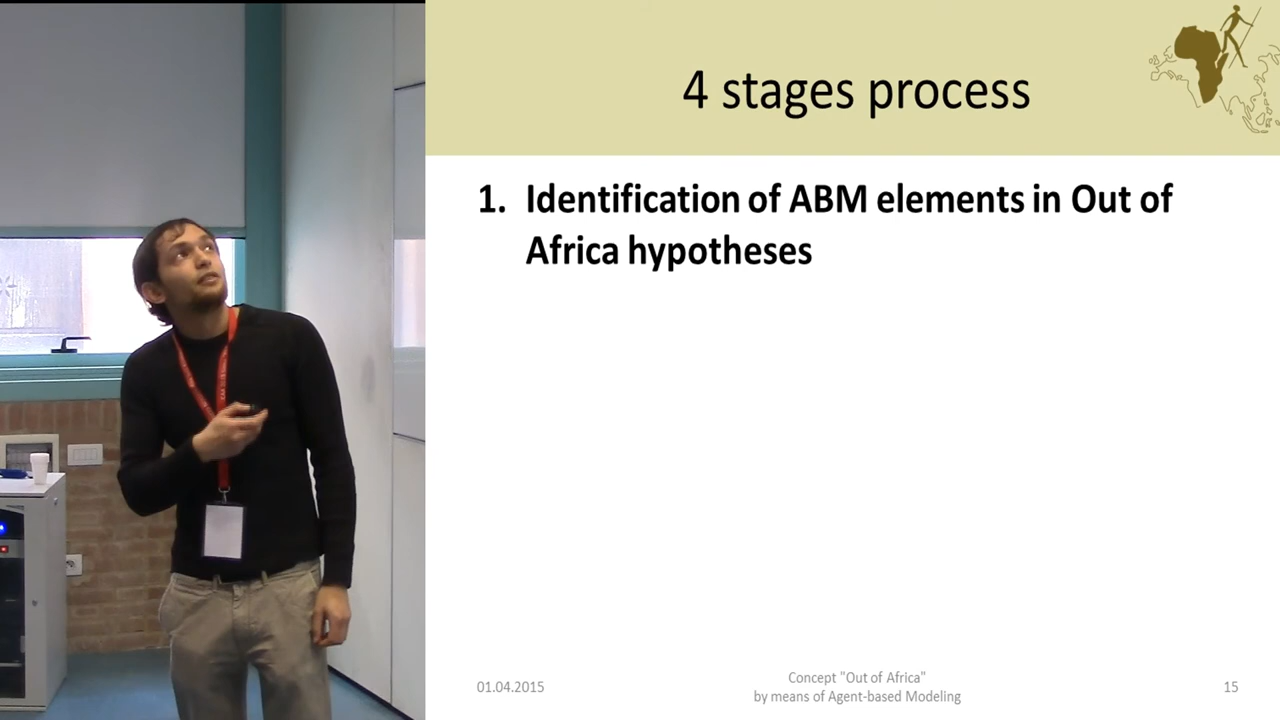 4 stages process
1. Identification of ABM elements in Out of
Africa hypotheses
01.04.2015
Concept "Out of Africa"
by means of Agent-based Modeling
15